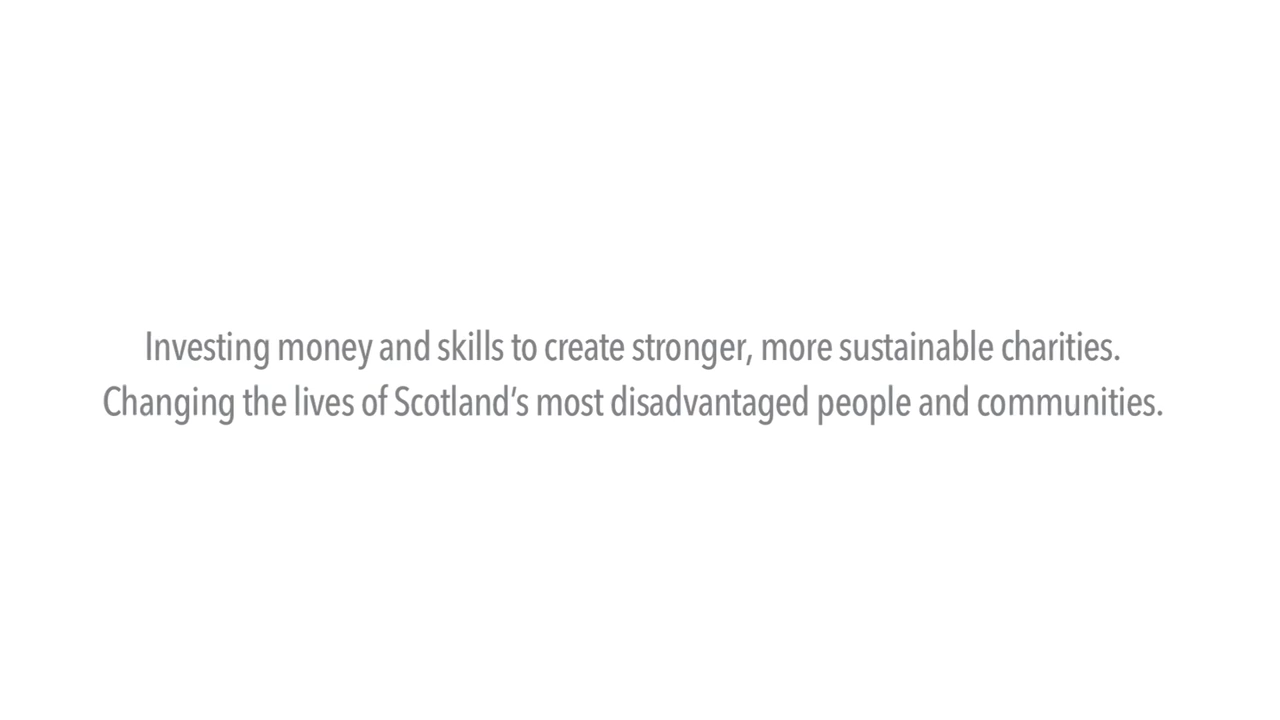 Investing money and skills to create stronger, more sustainable charities.
Changing the lives of Scotland’s most disadvantaged people and communities.